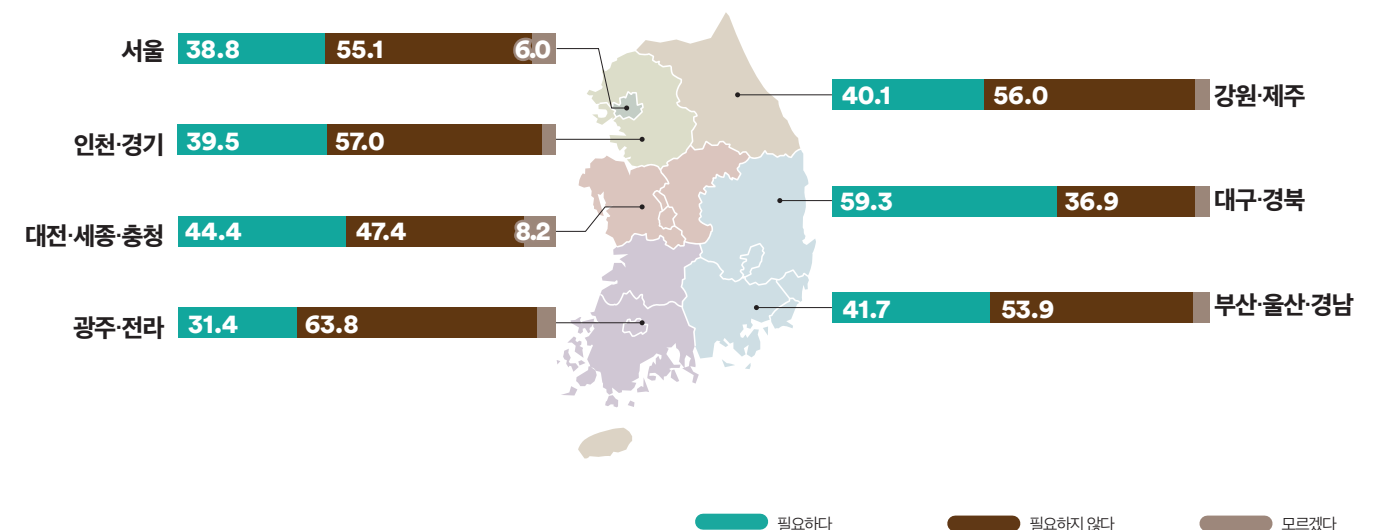 서울 38.8 55.1 6.0
인천·경기 39.5 57.0
대전·세종·충청 44.4 47.4 8.2
광주·전라 31.4 63.8
40.1 56.0 강원·제주
59.3 36.9 대구·경북
41.7 53.9 부산·울산·경남
필요하다 필요하지 않다 모르겠다